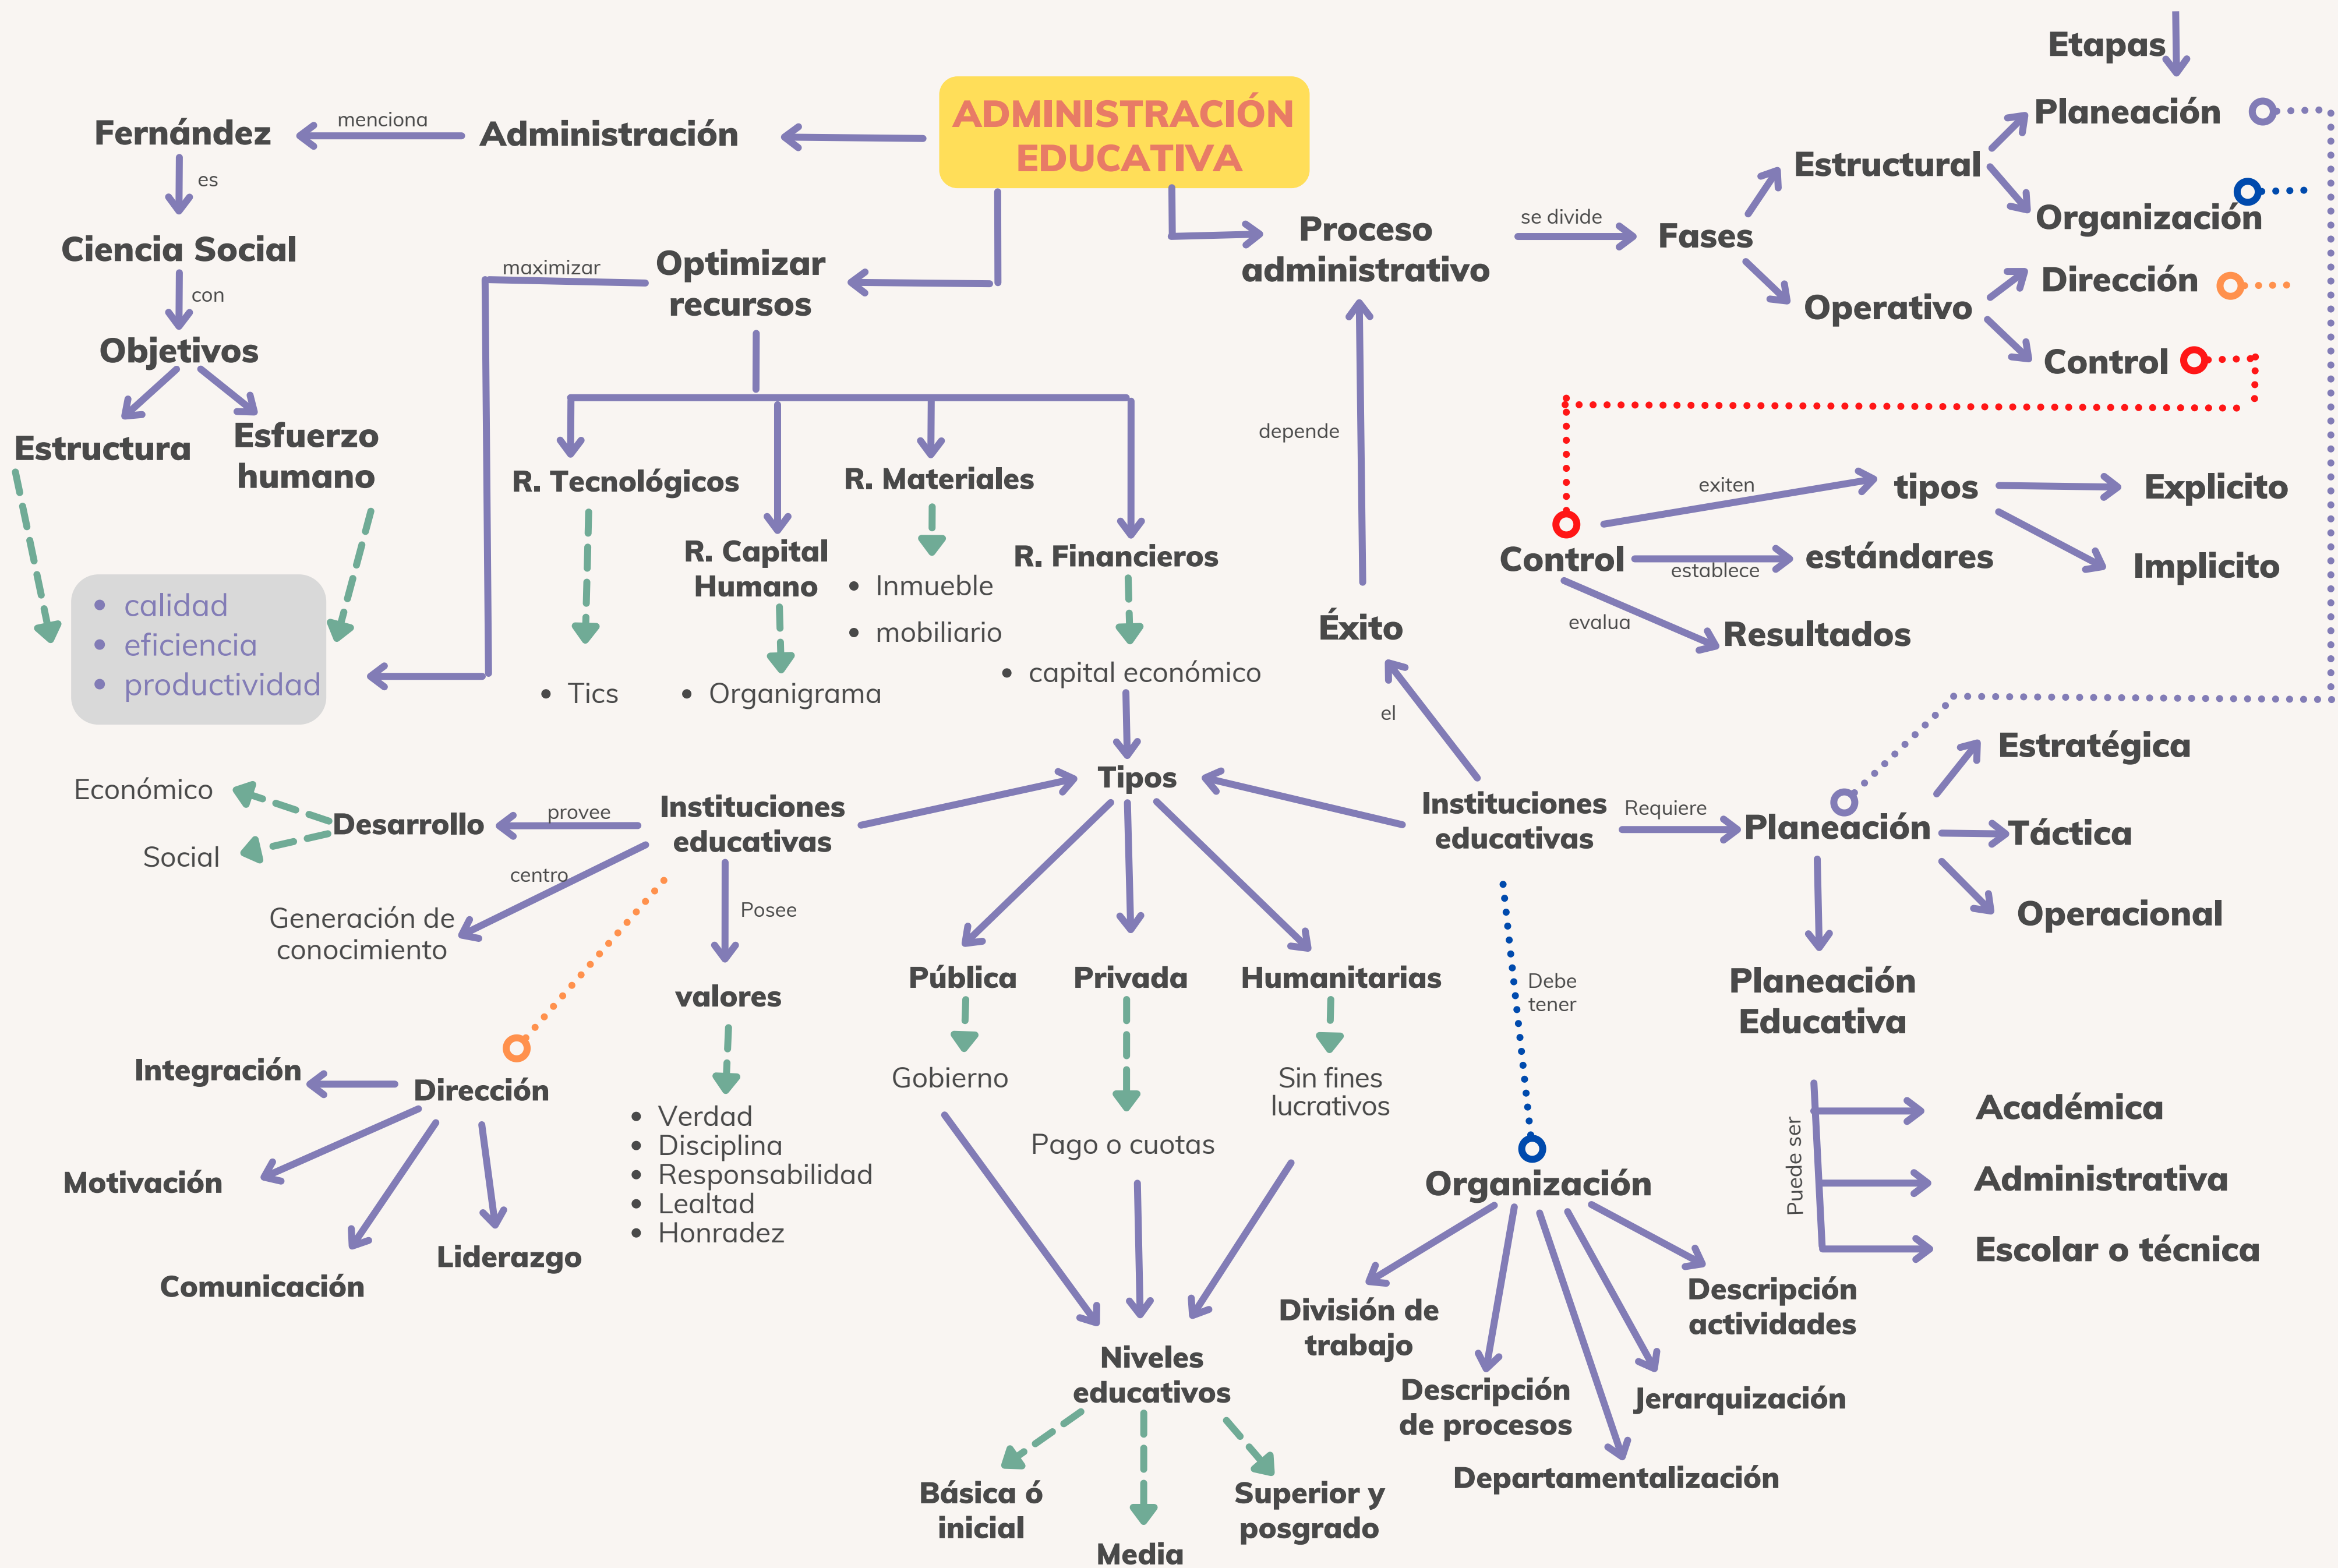 Etapas
ADMINISTRACIÓN
EDUCATIVA
Fernández
menciona
Administración
es
Ciencia Social
con
Objetivos
Estructura
Esfuerzo
humano
• calidad
• eficiencia
• productividad
maximizar
Optimizar
recursos
R. Tecnológicos
• Tics
R. Capital
Humano
• Organigrama
R. Materiales
• Inmueble
• mobiliario
R. Financieros
• capital económico
Proceso
administrativo
se divide
Fases
Estructural
Planeación
Organización
Operativo
Dirección
Control
depende
Éxito
el
Control
exiten
tipos
Explicito
Implicito
establece
estándares
evalua
Resultados
Tipos
Instituciones
educativas
provee
Desarrollo
Económico
Social
centro
Generación de
conocimiento
Posee
valores
• Verdad
• Disciplina
• Responsabilidad
• Lealtad
• Honradez
Dirección
Integración
Motivación
Comunicación
Liderazgo
Pública
Gobierno
Privada
Pago o cuotas
Humanitarias
Sin fines
lucrativos
Niveles
educativos
Básica ó
inicial
Media
Superior y
posgrado
Instituciones
educativas
Requiere
Planeación
Estratégica
Táctica
Operacional
Planeación
Educativa
Puede ser
Académica
Administrativa
Escolar o técnica
Debe
tener
Organización
División de
trabajo
Descripción
de procesos
Departamentalización
Jerarquización
Descripción
actividades